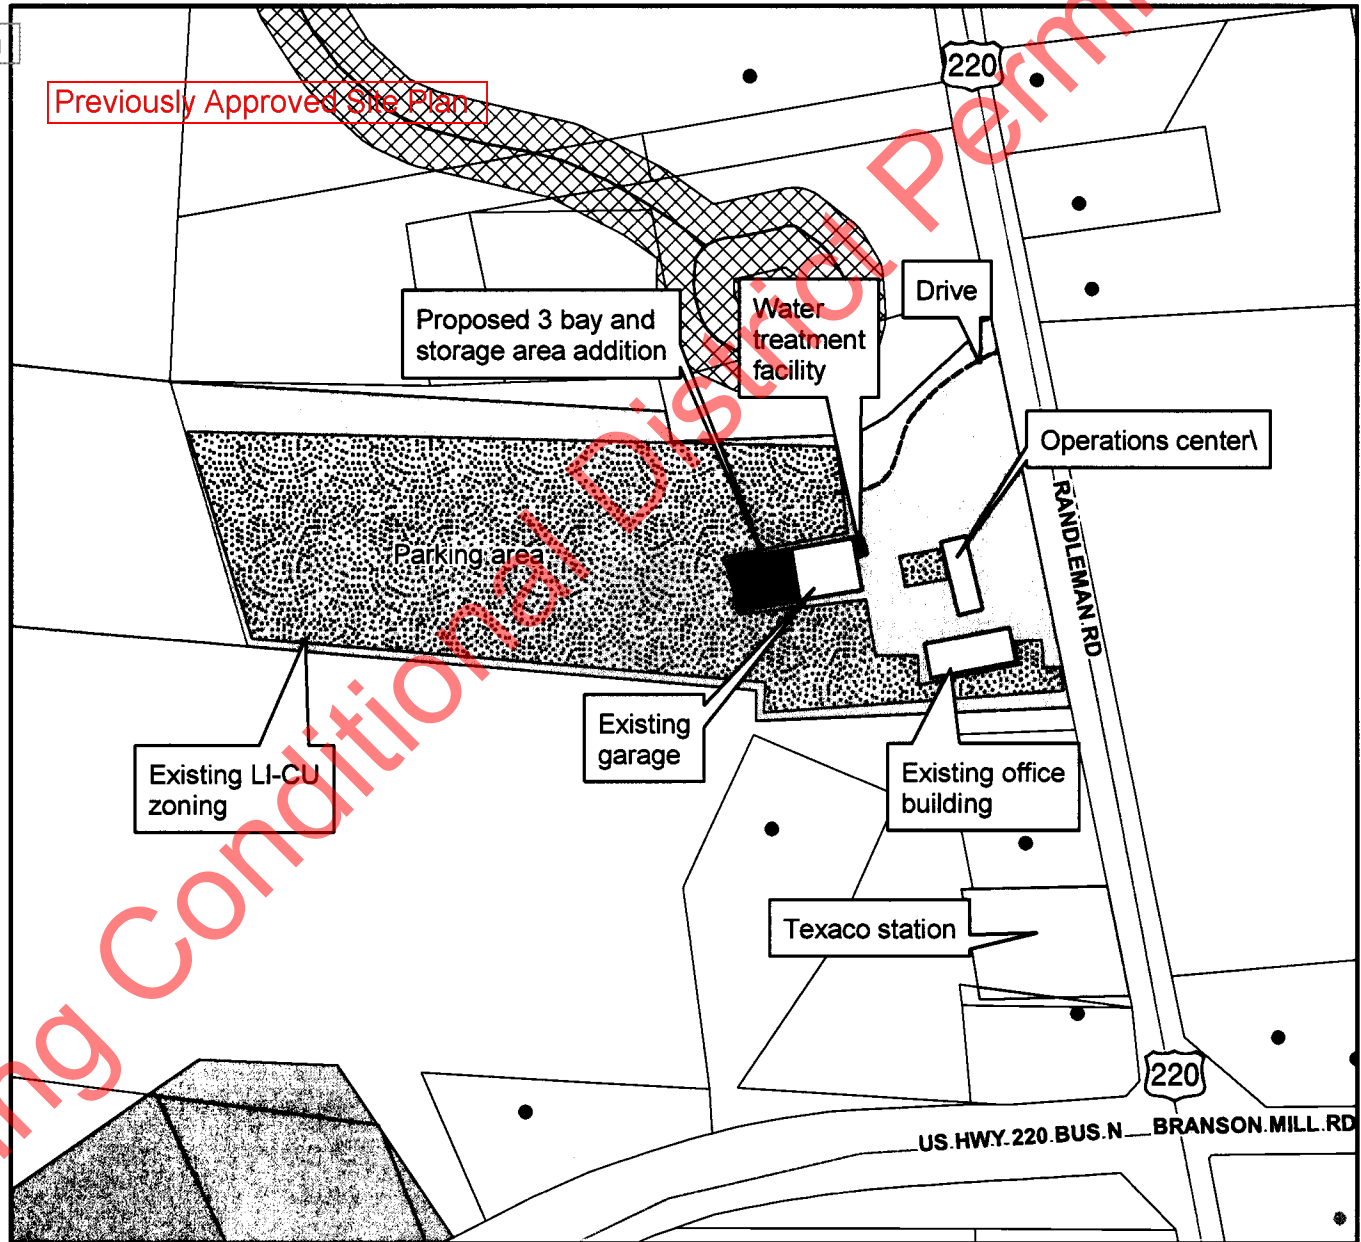 220
Previously Approved Site Plan
Drive
Water
treatment
facility
Proposed 3 bay and
storage area addition
Operations center\
RANDLEMAN RD
Parking area
Existing
garage
Existing LI-CU
zoning
Existing office
building
Texaco station
220
US HWY 220 BUS N
BRANSON MILL RD
ing Conditional District Permi